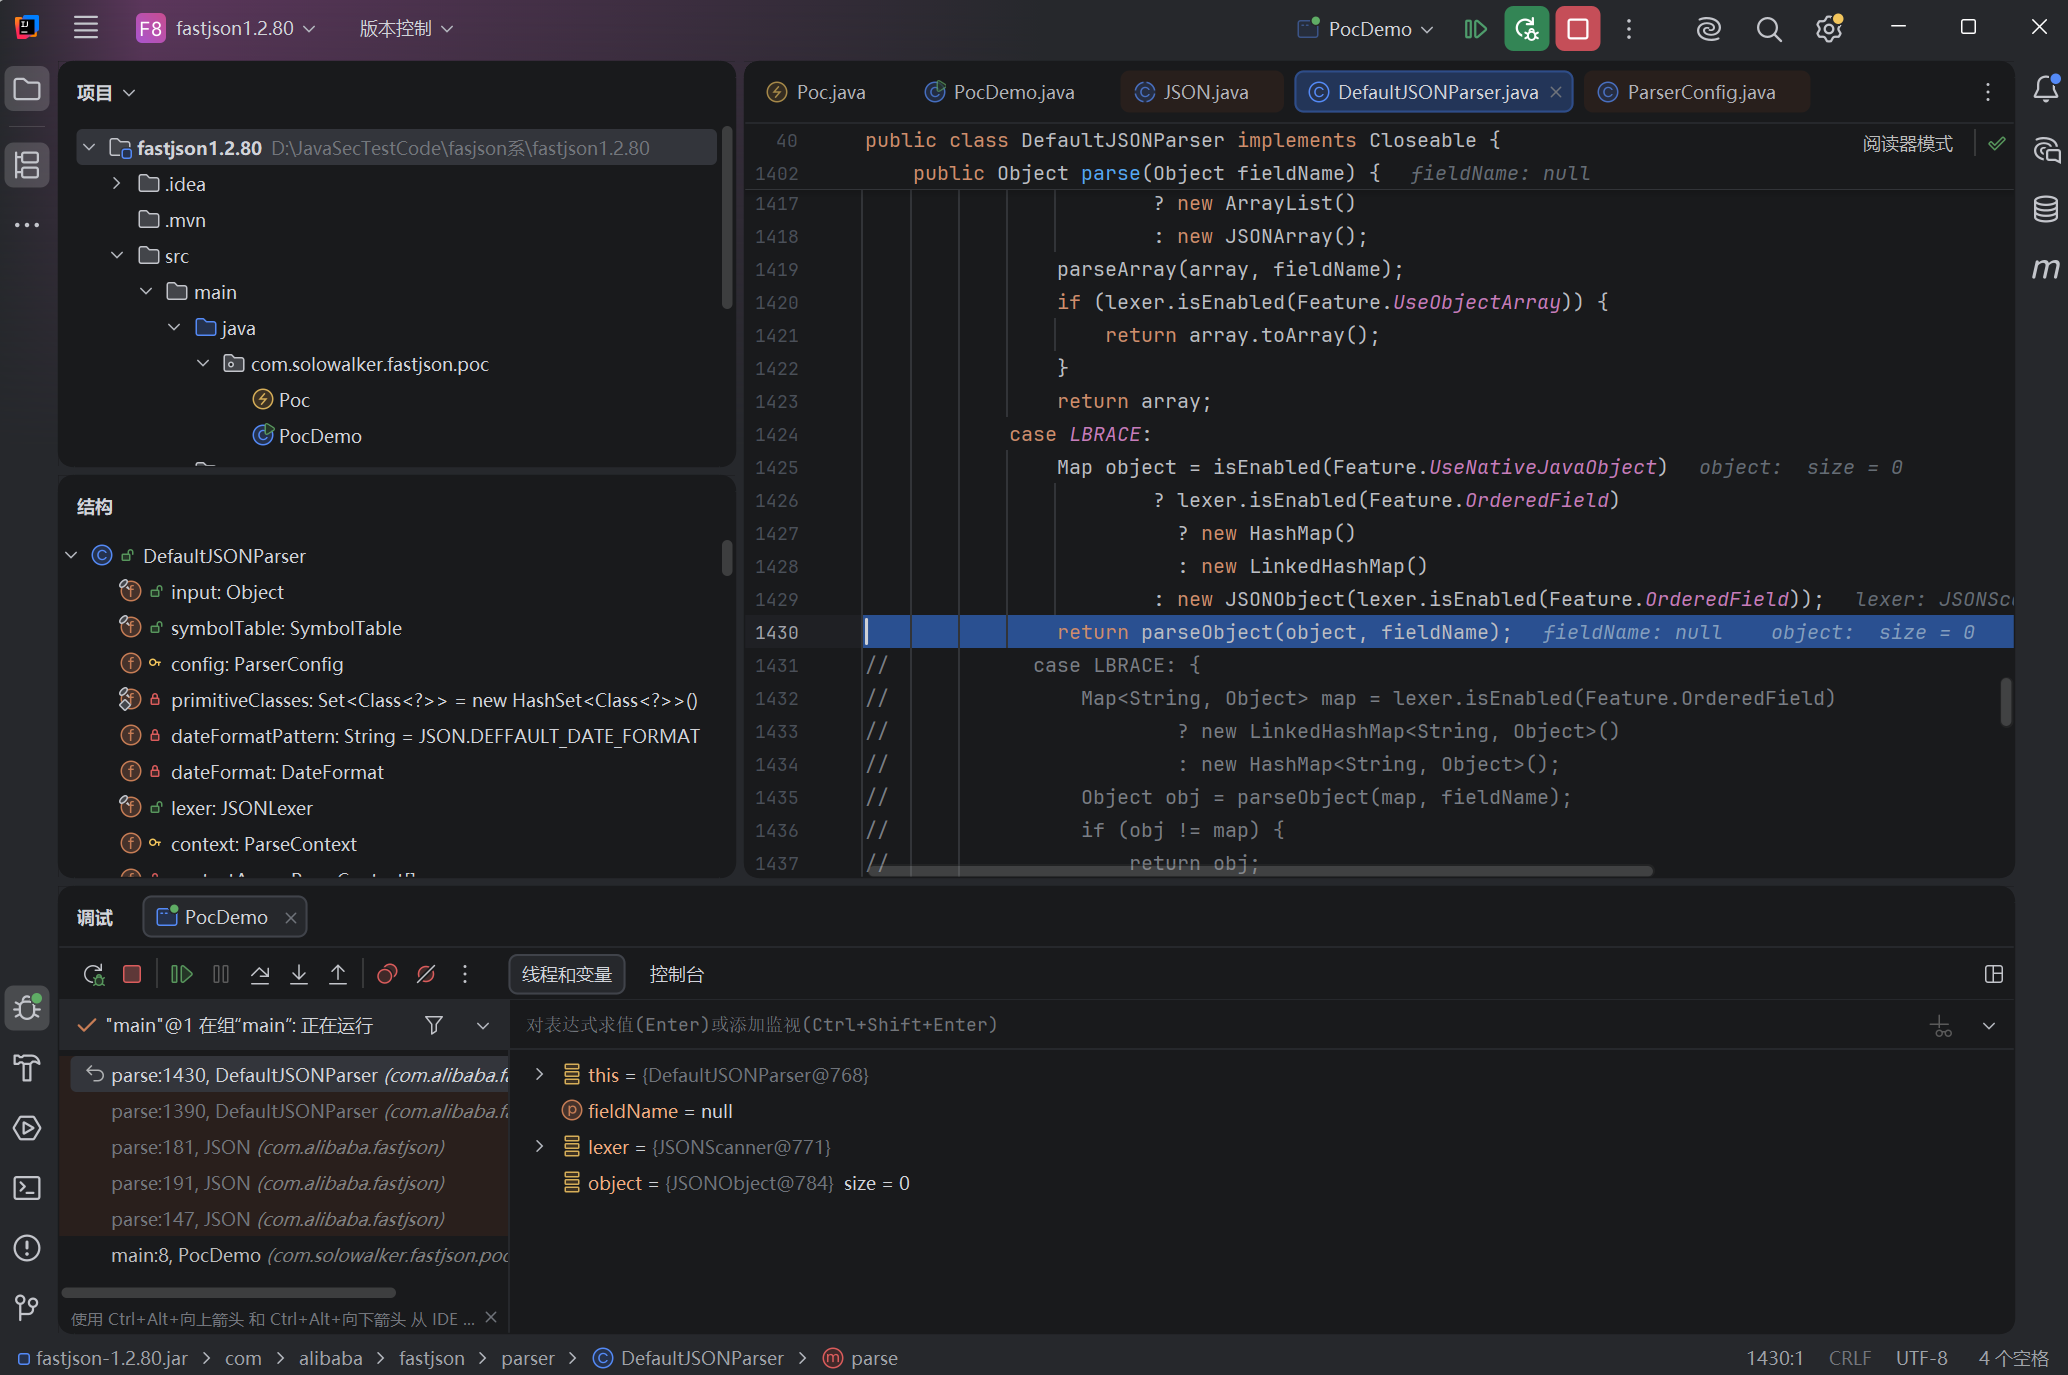 F8 fastjson1.2.80 版本控制 PocDemo
项目
fastjson1.2.80 D:\JavaSecTestCode\fasjson系\fastjson1.2.80
.idea
.mvn
src
main
java
com.solowalker.fastjson.poc
Poc
PocDemo
结构
DefaultJSONParser
input: Object
symbolTable: SymbolTable
config: ParserConfig
primitiveClasses: Set<Class<?>> = new HashSet<Class<?>>()
dateFormatPattern: String = JSON.DEFFAULT_DATE_FORMAT
dateFormat: DateFormat
lexer: JSONLexer
context: ParseContext
Poc.java PocDemo.java JSON.java DefaultJSONParser.java ParserConfig.java
阅读器模式
40 public class DefaultJSONParser implements Closeable {
1402 public Object parse(Object fieldName) { fieldName: null
1417 ? new ArrayList()
1418 : new JSONArray();
1419 parseArray(array, fieldName);
1420 if (lexer.isEnabled(Feature.UseObjectArray)) {
1421 return array.toArray();
1422 }
1423 return array;
1424 case LBRACE:
1425 Map object = isEnabled(Feature.UseNativeJavaObject) object: size = 0
1426 ? lexer.isEnabled(Feature.OrderedField)
1427 ? new HashMap()
1428 : new LinkedHashMap()
1429 : new JSONObject(lexer.isEnabled(Feature.OrderedField)); lexer: JSONSc
1430 return parseObject(object, fieldName); fieldName: null object: size = 0
1431 // case LBRACE: {
1432 // Map<String, Object> map = lexer.isEnabled(Feature.OrderedField)
1433 // ? new LinkedHashMap<String, Object>()
1434 // : new HashMap<String, Object>();
1435 // Object obj = parseObject(map, fieldName);
1436 // if (obj != map) {
1437 // return obj;
调试 PocDemo
线程和变量 控制台
"main"@1 在组"main": 正在运行
parse:1430, DefaultJSONParser (com.alibaba.fa
parse:1390, DefaultJSONParser (com.alibaba.fa
parse:181, JSON (com.alibaba.fastjson)
parse:191, JSON (com.alibaba.fastjson)
parse:147, JSON (com.alibaba.fastjson)
main:8, PocDemo (com.solowalker.fastjson.poc
使用 Ctrl+Alt+向上箭头 和 Ctrl+Alt+向下箭头 从 IDE ...
对表达式求值(Enter)或添加监视(Ctrl+Shift+Enter)
this = {DefaultJSONParser@768}
fieldName = null
lexer = {JSONScanner@771}
object = {JSONObject@784} size = 0
fastjson-1.2.80.jar > com > alibaba > fastjson > parser > DefaultJSONParser > parse
1430:1 CRLF UTF-8 4 个空格